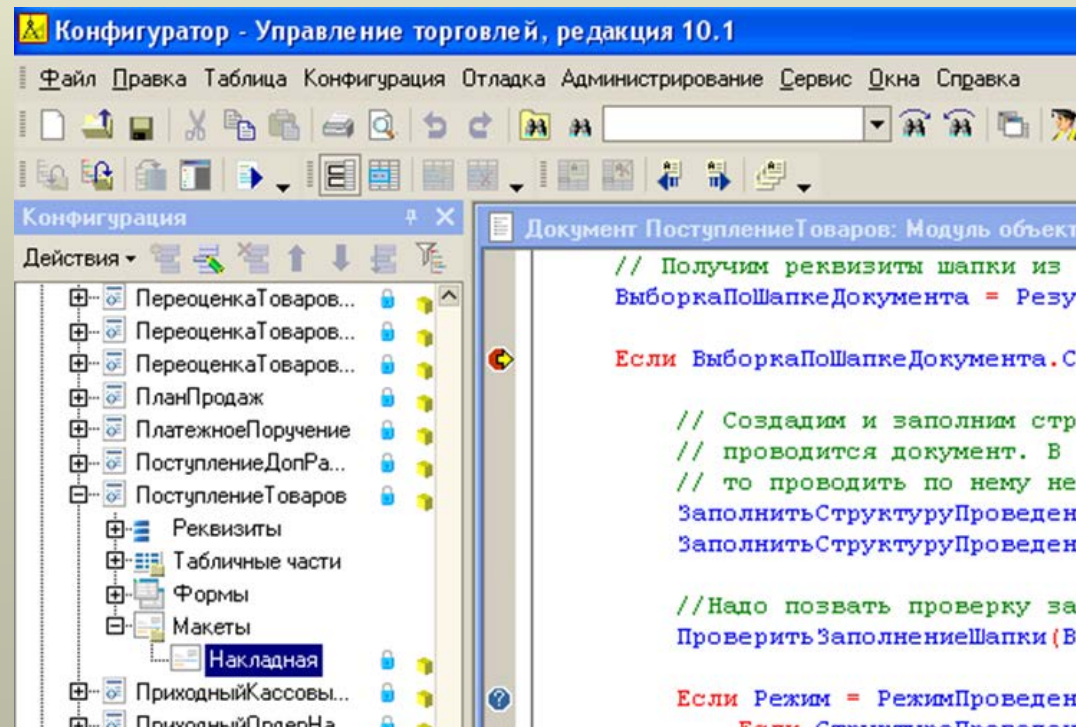 Конфигуратор - Управление торговлей, редакция 10.1
Файл Правка Таблица Конфигурация Отладка Администрирование Сервис Окна Справка
Конфигурация
Действия
ПереоценкаТоваров...
ПереоценкаТоваров...
ПереоценкаТоваров...
ПланПродаж
ПлатежноеПоручение
ПоступлениеДопРа...
ПоступлениеТоваров
Реквизиты
Табличные части
Формы
Макеты
Накладная
ПриходныйКассовы...
ПриходныйОрдерНа...
Документ ПоступлениеТоваров: Модуль объект
// Получим реквизиты шапки из
ВыборкаПоШапкеДокумента = Резу
Если ВыборкаПоШапкеДокумента.С
// Создадим и заполним стр
// проводится документ. В
// то проводить по нему не
ЗаполнитьСтруктуруПроведен
ЗаполнитьСтруктуруПроведен
//Надо позвать проверку за
ПроверитьЗаполнениеШапки(В
Если Режим = РежимПроведен
Если СтруктураПроведен